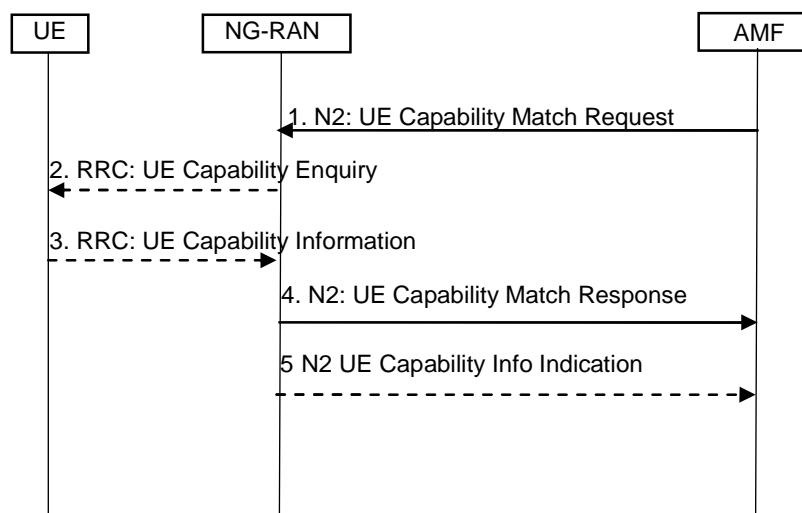 UE
NG-RAN
AMF
1. N2: UE Capability Match Request
2. RRC: UE Capability Enquiry
3. RRC: UE Capability Information
4. N2: UE Capability Match Response
5 N2 UE Capability Info Indication